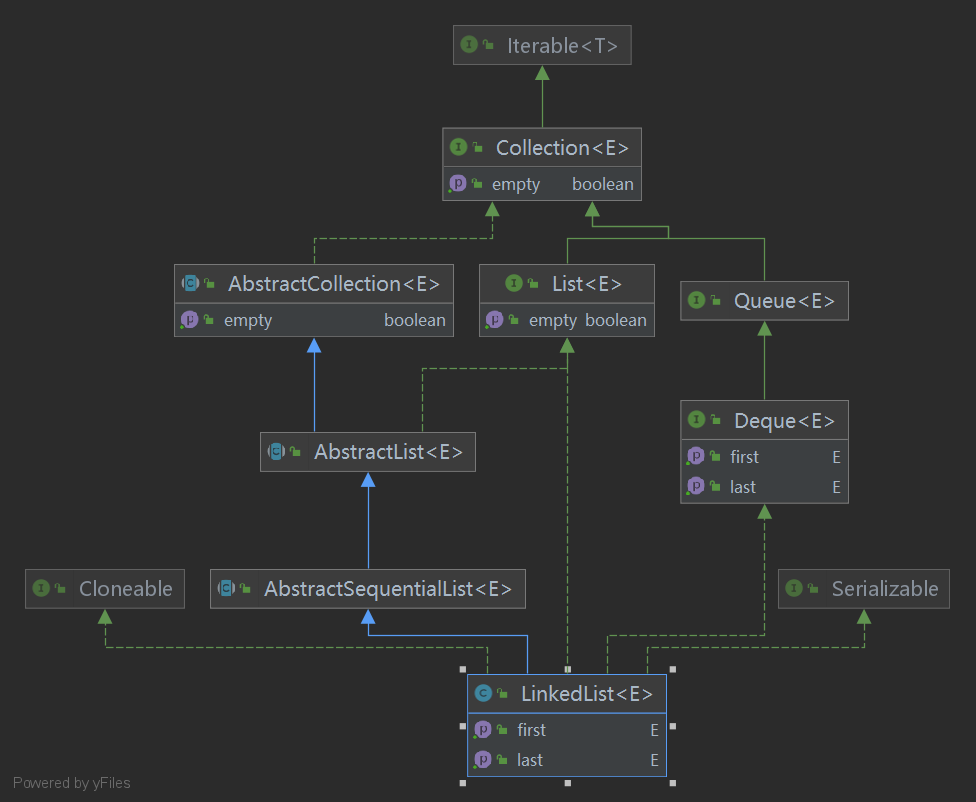 Iterable<T>
Collection<E>
empty boolean
AbstractCollection<E>
empty boolean
List<E>
empty boolean
Queue<E>
Deque<E>
first E
last E
AbstractList<E>
Cloneable
AbstractSequentialList<E>
Serializable
LinkedList<E>
first E
last E
Powered by yFiles